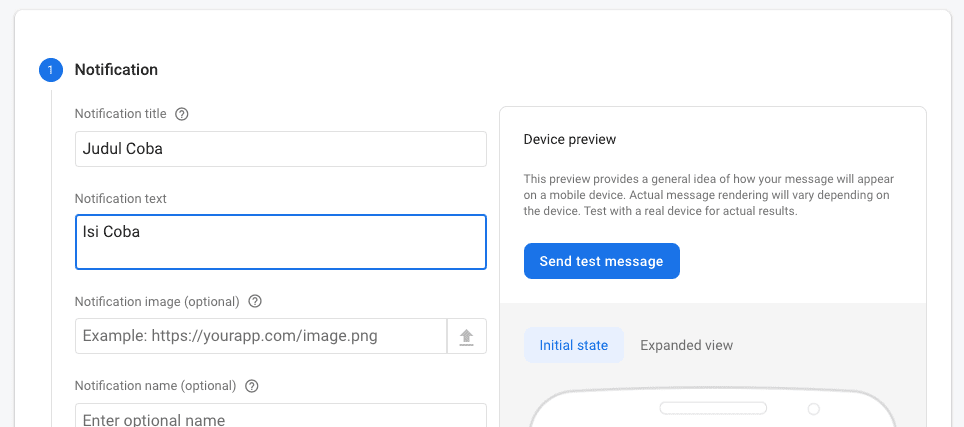 1 Notification
Notification title
Judul Coba
Notification text
Isi Coba
Notification image (optional)
Example: https://yourapp.com/image.png
Notification name (optional)
Enter optional name
Device preview
This preview provides a general idea of how your message will appear
on a mobile device. Actual message rendering will vary depending on
the device. Test with a real device for actual results.
Send test message
Initial state
Expanded view